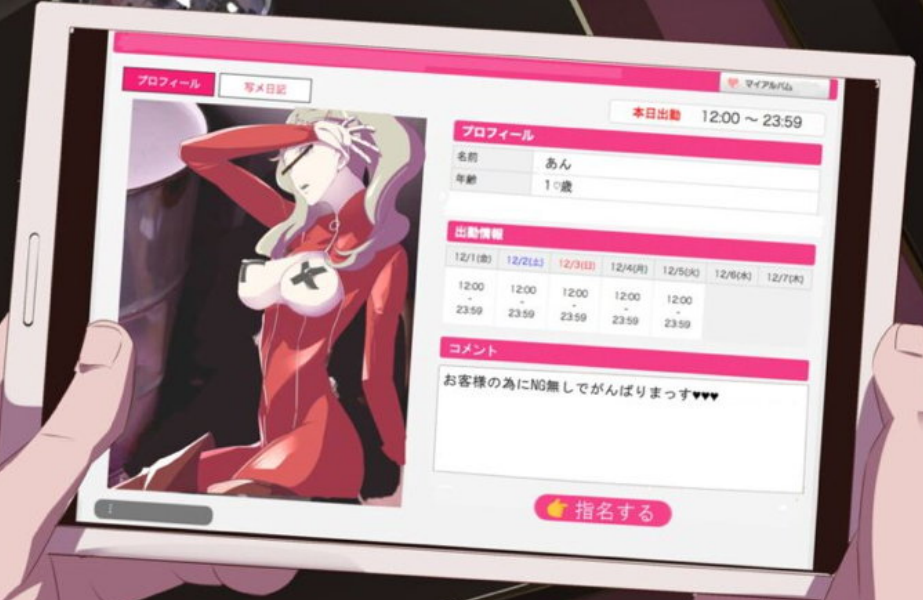 プロフィール
写メ日記
マイアルバム
本日出勤 12:00 ～ 23:59
プロフィール
名前 あん
年齢 1○歳
出勤情報
12/1(金) 12/2(土) 12/3(日) 12/4(月) 12/5(火) 12/6(水) 12/7(木)
12:00 12:00 12:00 12:00 12:00
- - - - -
23:59 23:59 23:59 23:59 23:59
コメント
お客様の為にNG無しでがんばりまっす♥♥♥
👉 指名する